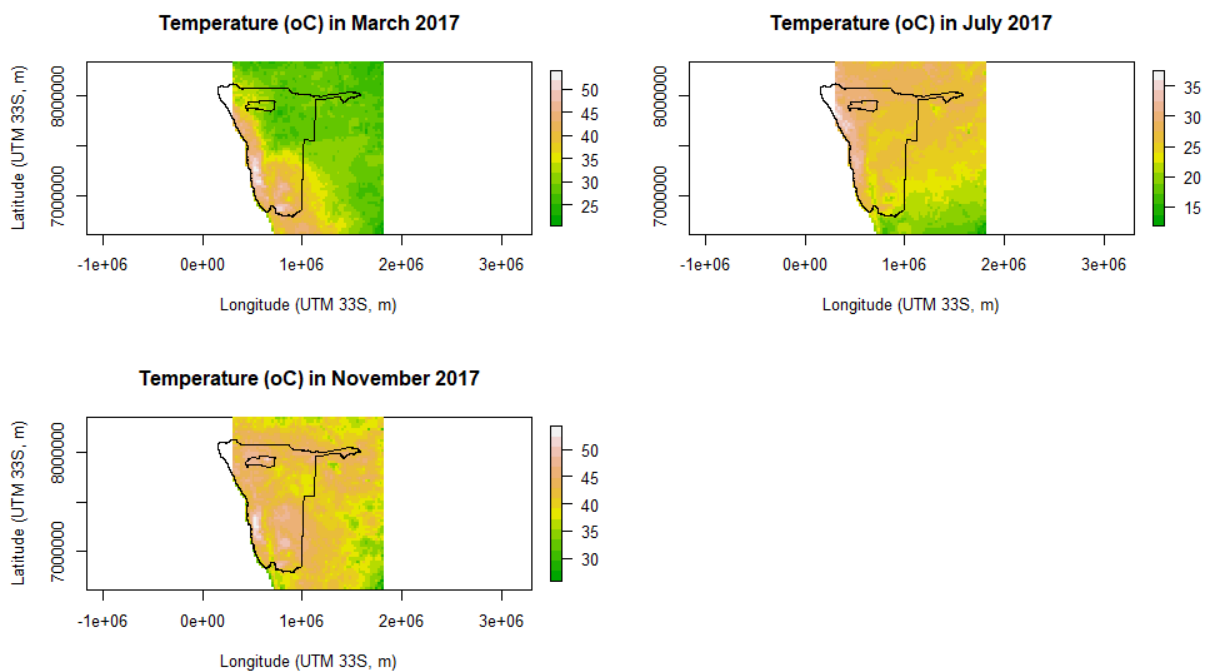 Temperature (oC) in March 2017
Latitude (UTM 33S, m)
8000000
7000000
50
45
40
35
30
25
-1e+06 0e+00 1e+06 2e+06 3e+06
Longitude (UTM 33S, m)
Temperature (oC) in July 2017
8000000
7000000
35
30
25
20
15
-1e+06 0e+00 1e+06 2e+06 3e+06
Longitude (UTM 33S, m)
Temperature (oC) in November 2017
Latitude (UTM 33S, m)
8000000
7000000
50
45
40
35
30
-1e+06 0e+00 1e+06 2e+06 3e+06
Longitude (UTM 33S, m)